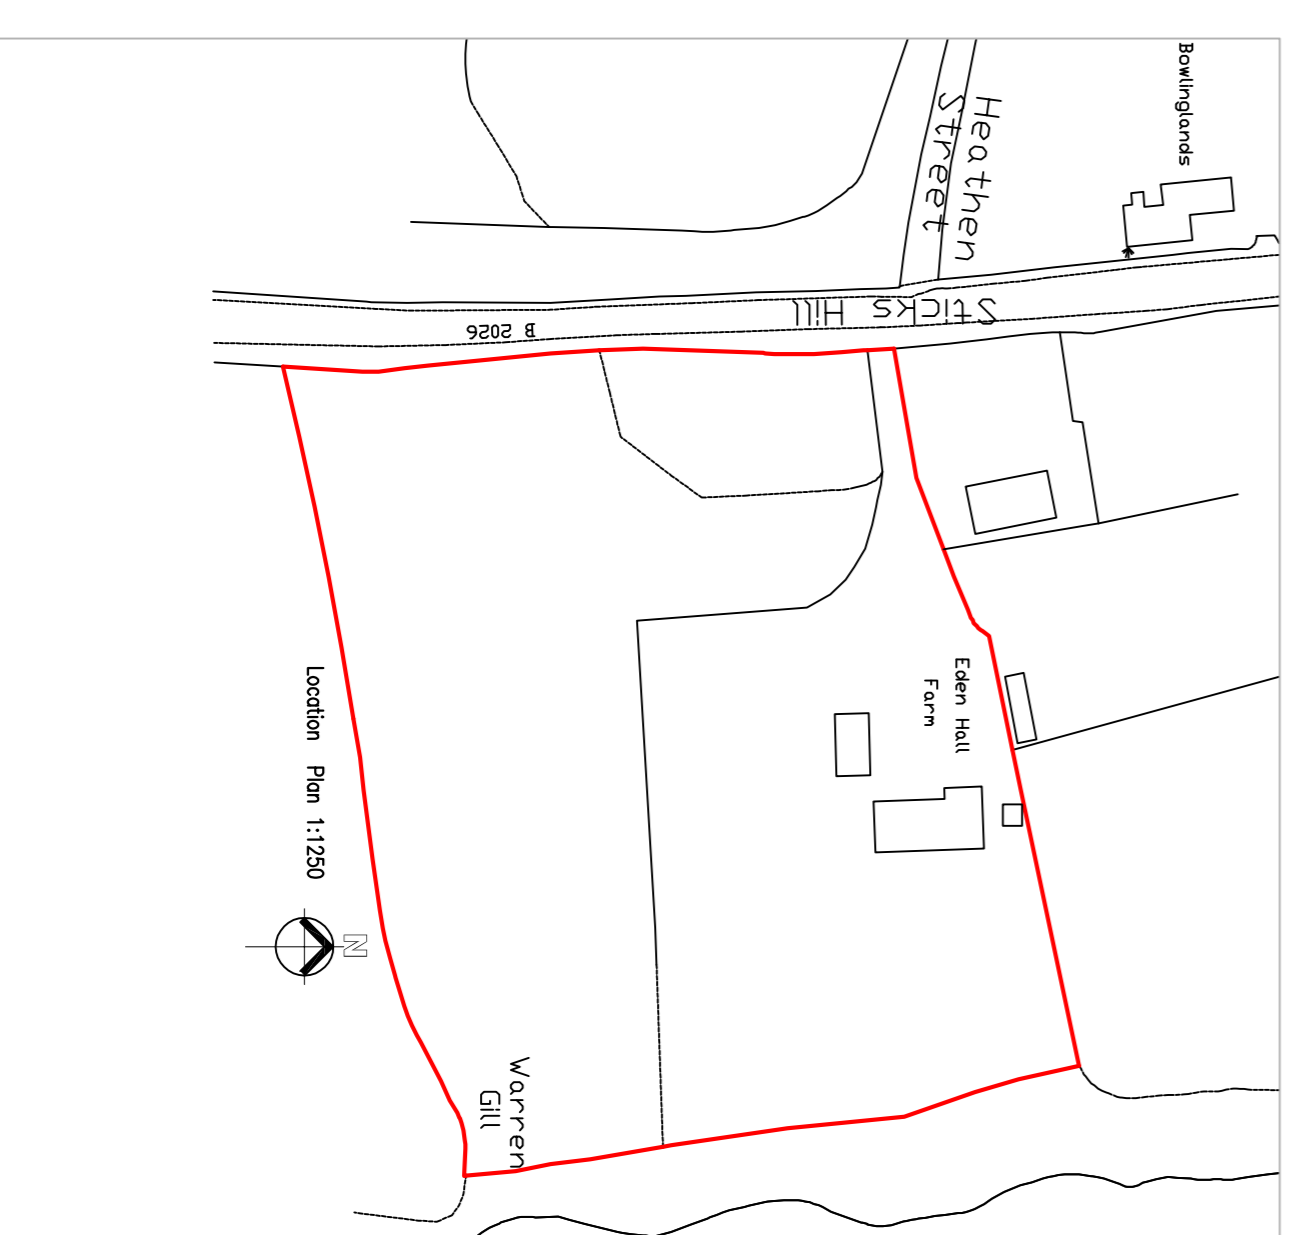 Bowlinglands
Heathen
Street
Sticks Hill
B 2026
Eden Hall
Farm
Location Plan 1:1250
N
Warren
Gill